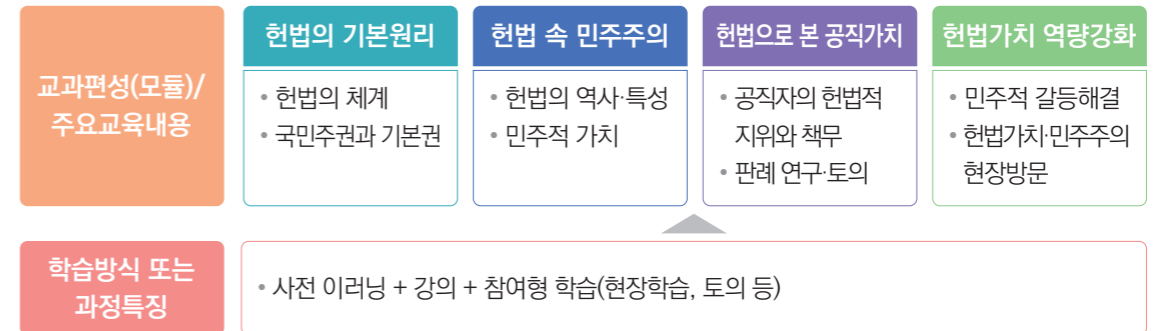 교과편성(모듈)/
주요교육내용
헌법의 기본원리
• 헌법의 체계
• 국민주권과 기본권
헌법 속 민주주의
• 헌법의 역사·특성
• 민주적 가치
헌법으로 본 공직가치
• 공직자의 헌법적
지위와 책무
• 판례 연구·토의
헌법가치 역량강화
• 민주적 갈등해결
• 헌법가치·민주주의
현장방문
학습방식 또는
과정특징
• 사전 이러닝 + 강의 + 참여형 학습(현장학습, 토의 등)